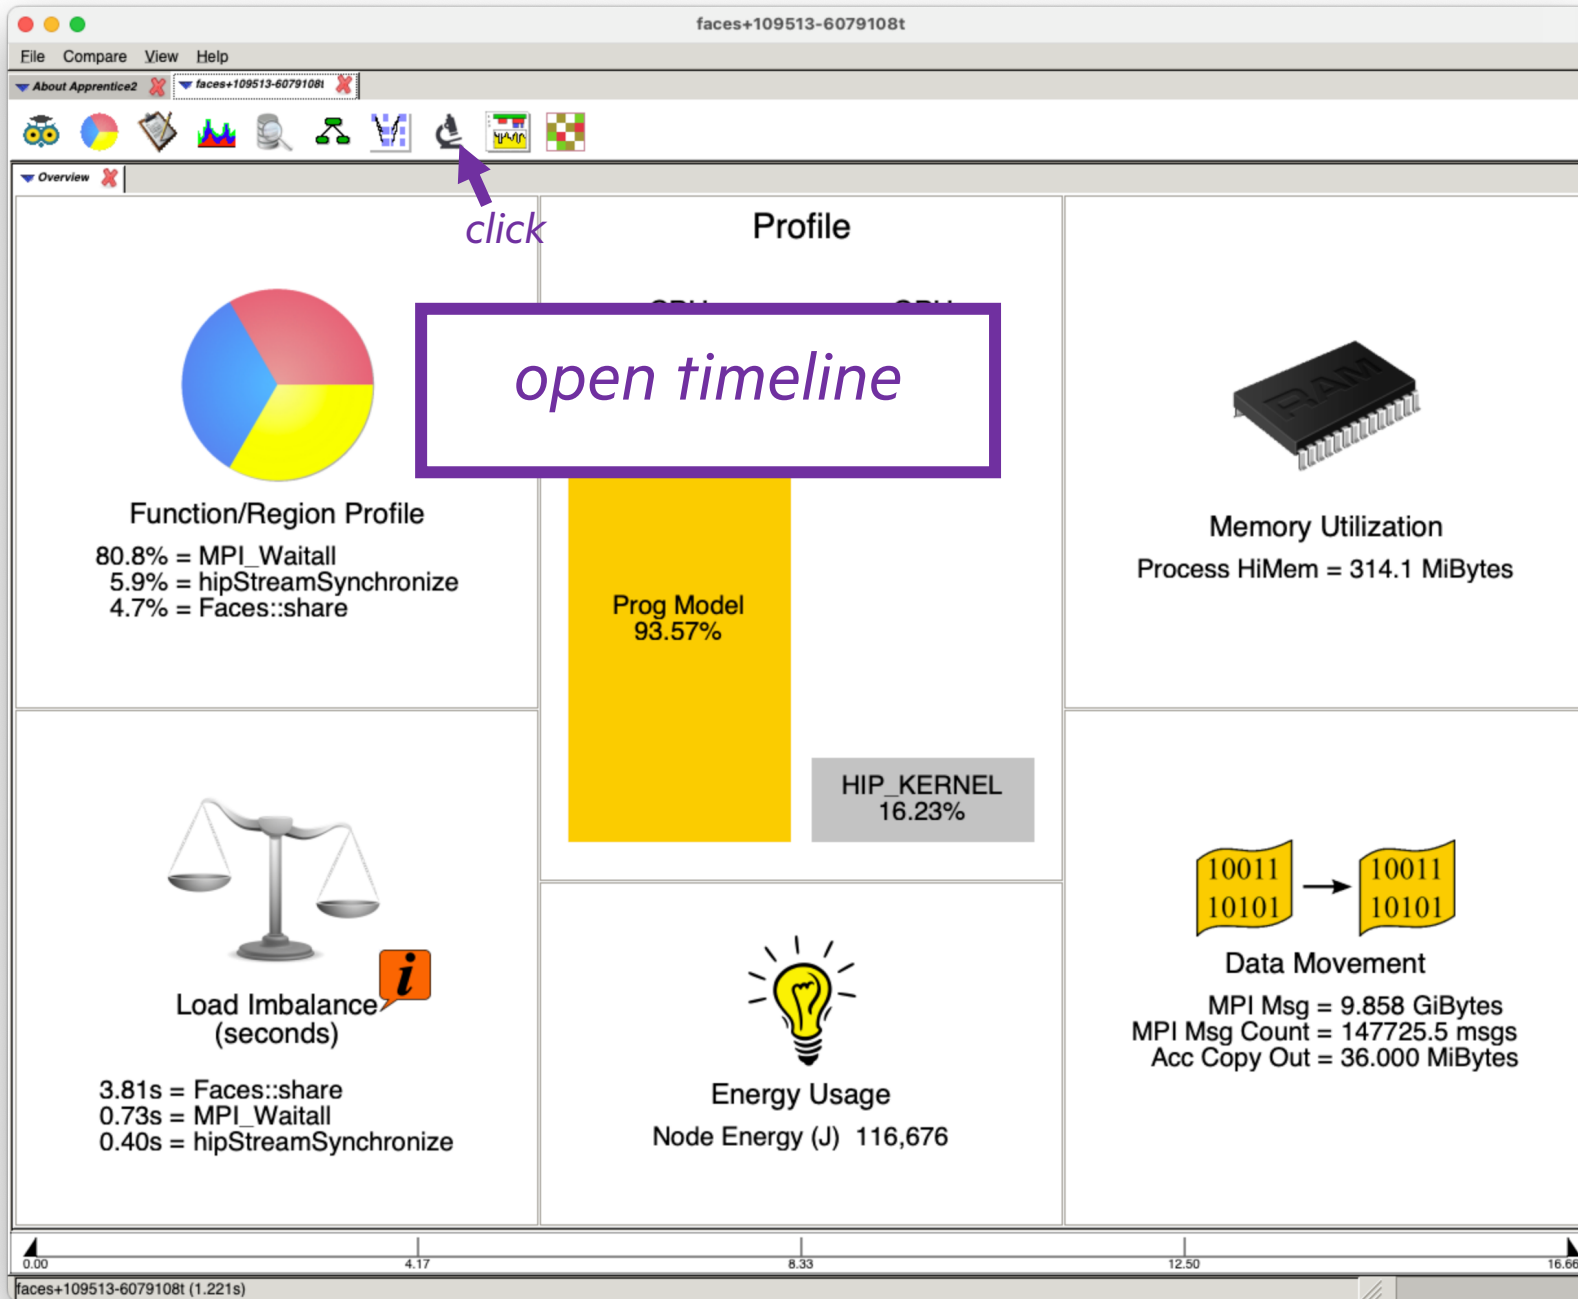 faces+109513-6079108t
File Compare View Help
About Apprentice2 faces+109513-6079108t
Overview
click
Profile
open timeline
Function/Region Profile
80.8% = MPI_Waitall
5.9% = hipStreamSynchronize
4.7% = Faces::share
Prog Model
93.57%
HIP_KERNEL
16.23%
RAM
Memory Utilization
Process HiMem = 314.1 MiBytes
i
Load Imbalance
(seconds)
3.81s = Faces::share
0.73s = MPI_Waitall
0.40s = hipStreamSynchronize
Energy Usage
Node Energy (J) 116,676
10011 10011
10101 10101
Data Movement
MPI Msg = 9.858 GiBytes
MPI Msg Count = 147725.5 msgs
Acc Copy Out = 36.000 MiBytes
0.00 4.17 8.33 12.50 16.66
faces+109513-6079108t (1.221s)